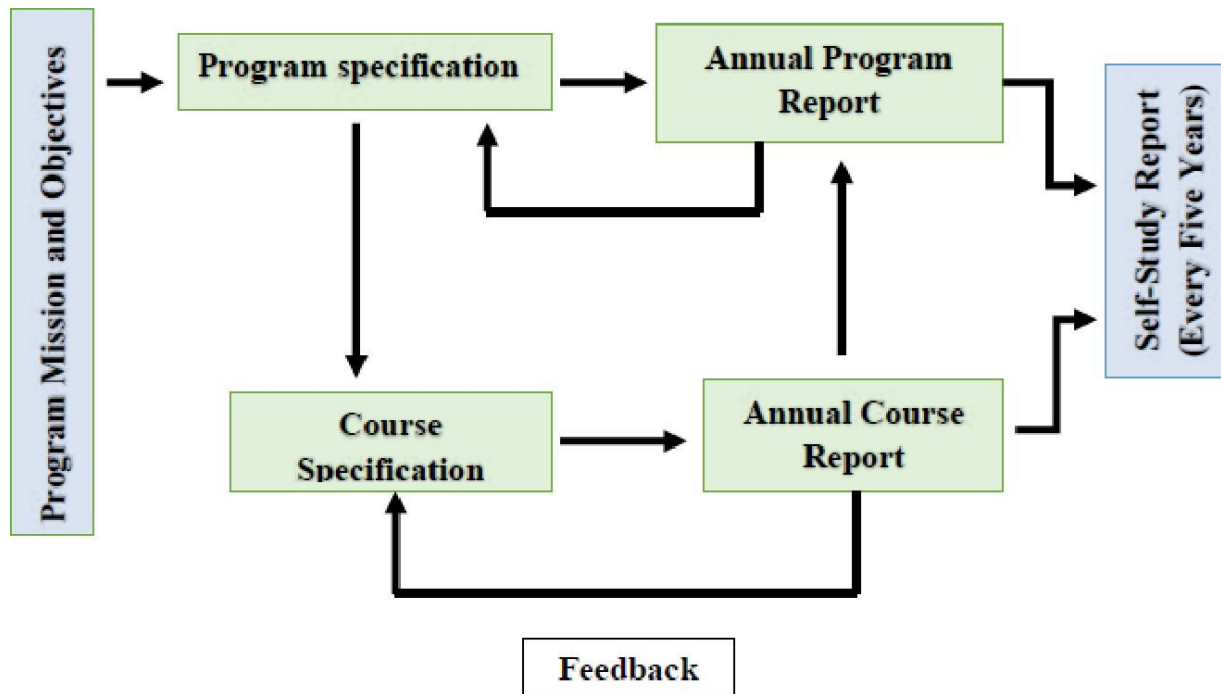 Program Mission and Objectives
Program specification
Annual Program
Report
Self-Study Report
(Every Five Years)
Course
Specification
Annual Course
Report
Feedback